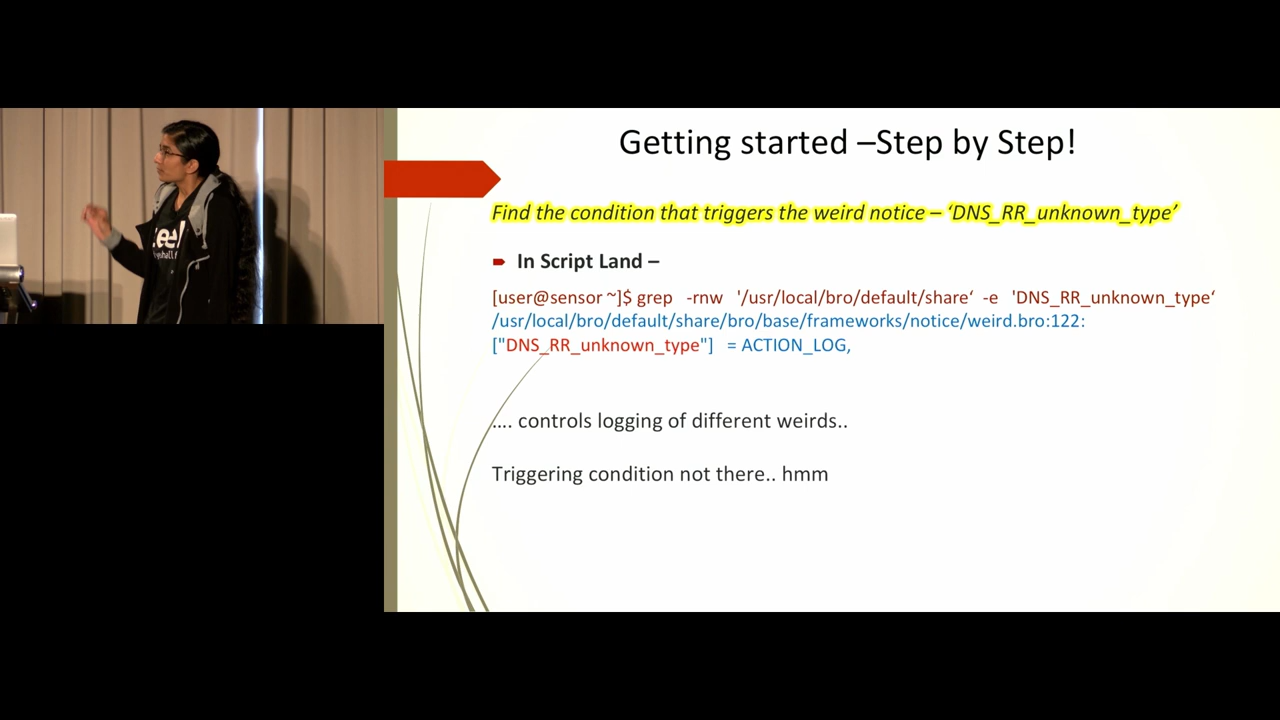 Getting started –Step by Step!
Find the condition that triggers the weird notice – ‘DNS_RR_unknown_type’
In Script Land –
[user@sensor ~]$ grep -rnw '/usr/local/bro/default/share‘ -e 'DNS_RR_unknown_type‘
/usr/local/bro/default/share/bro/base/frameworks/notice/weird.bro:122:
["DNS_RR_unknown_type"] = ACTION_LOG,
.... controls logging of different weirds..
Triggering condition not there.. hmm